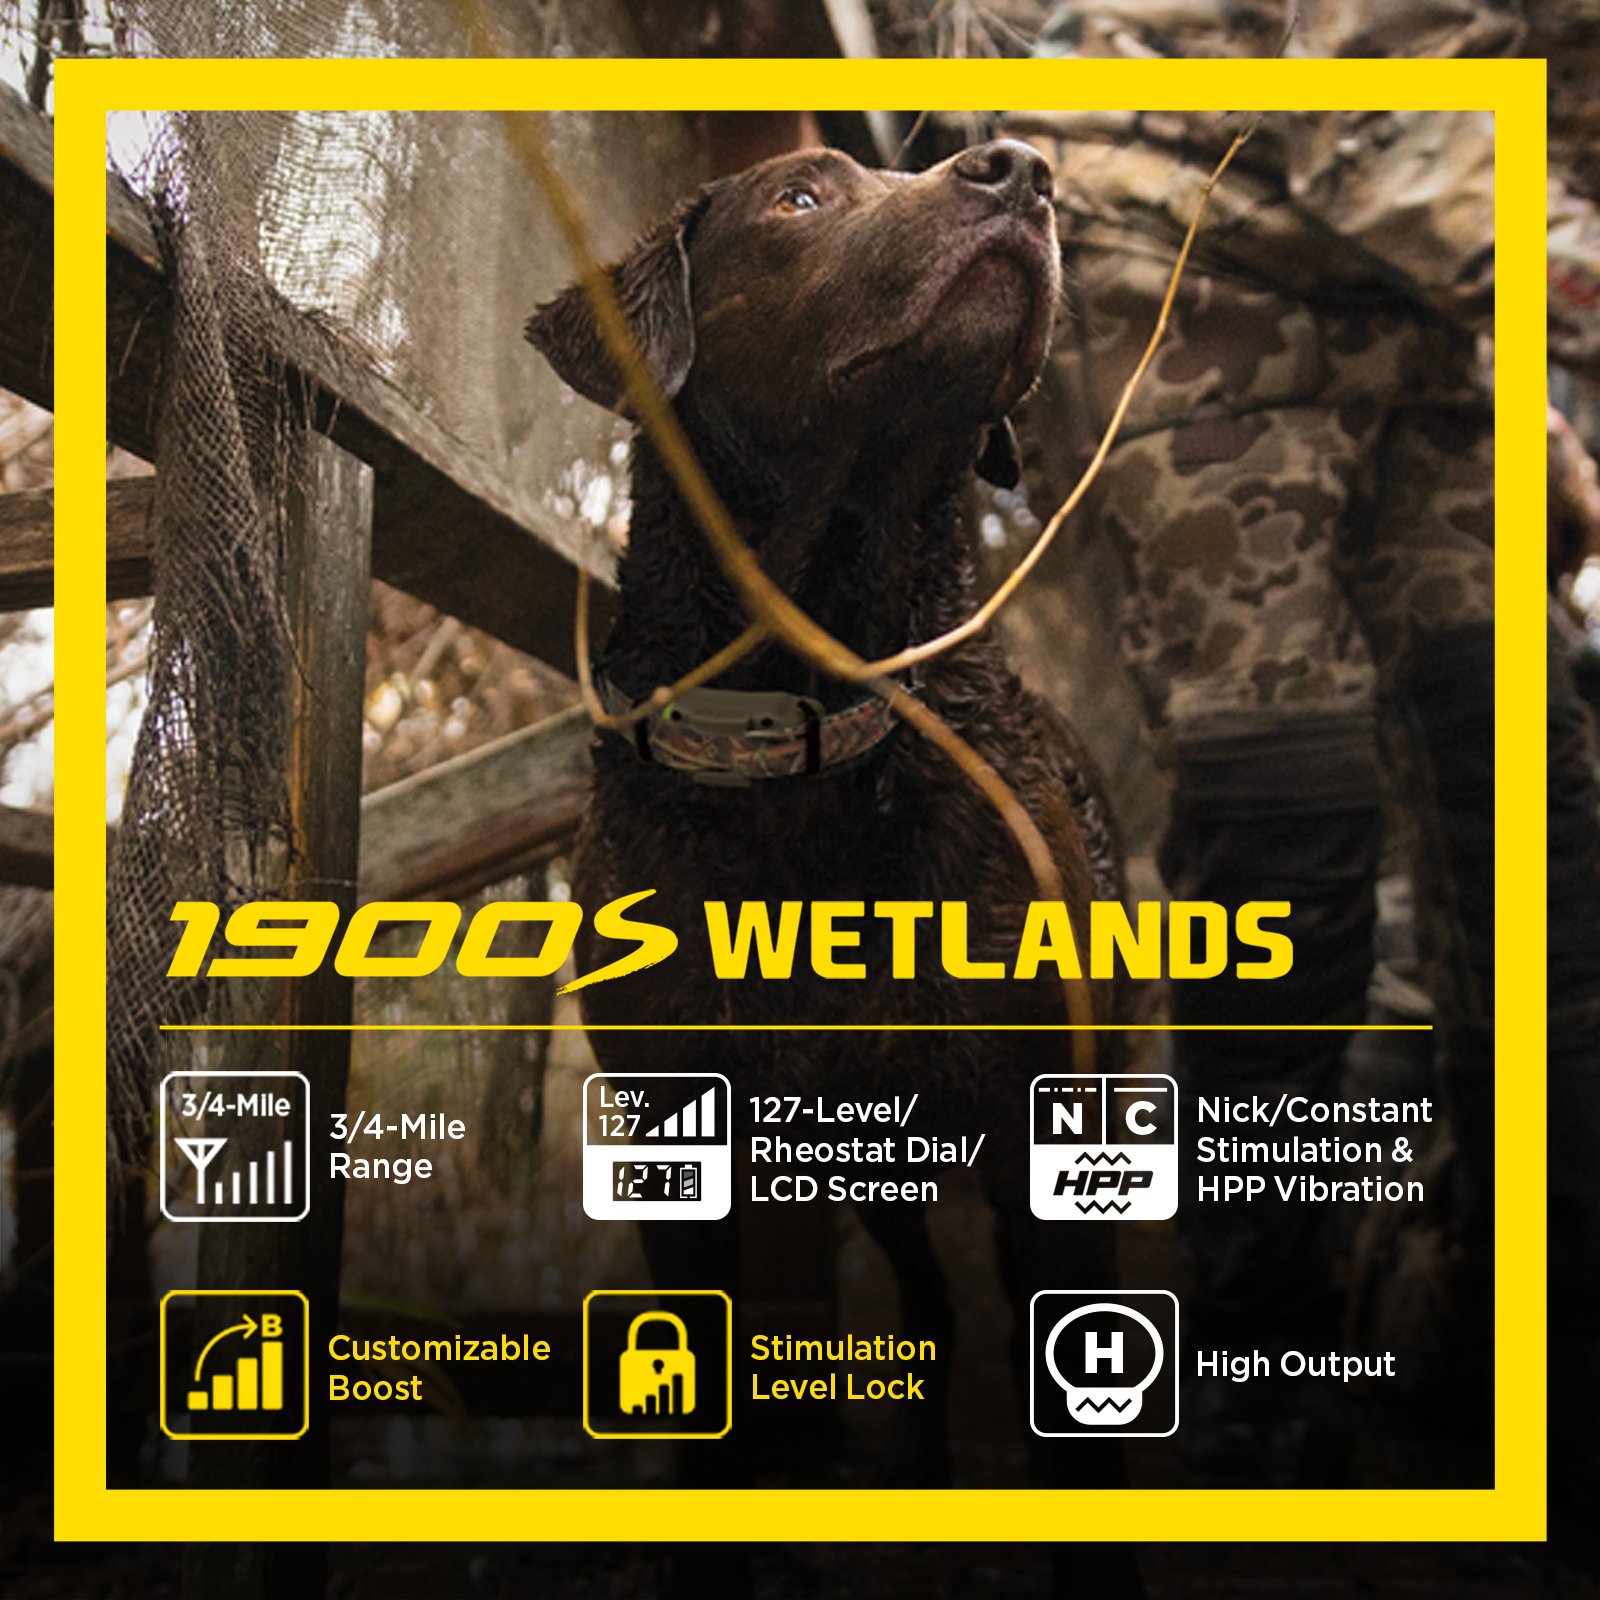 1900S WETLANDS
3/4-Mile
3/4-Mile
Range
Lev.
127
127
127-Level/
Rheostat Dial/
LCD Screen
N C
HPP
Nick/Constant
Stimulation &
HPP Vibration
B
Customizable
Boost
Stimulation
Level Lock
H
High Output